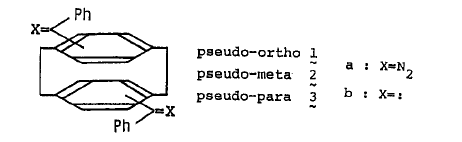 Ph
X=
pseudo-ortho 1
pseudo-meta 2 a : X=N2
pseudo-para 3 b : X=:
=X
Ph